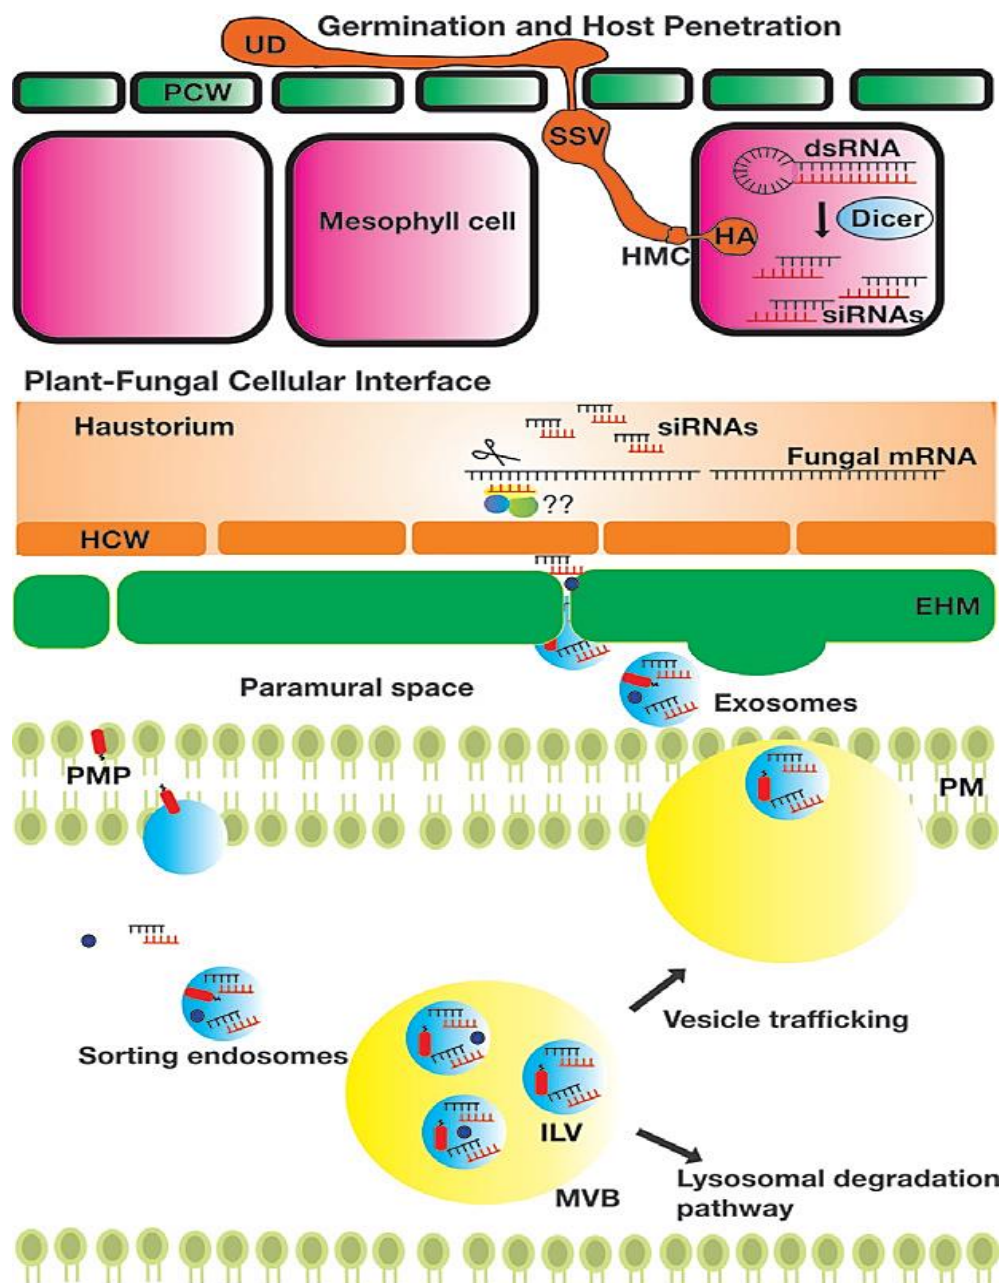 Germination and Host Penetration
UD
PCW
SSV
dsRNA
Dicer
Mesophyll cell
HMC
HA
siRNAs
Plant-Fungal Cellular Interface
Haustorium
siRNAs
Fungal mRNA
??
HCW
EHM
Paramural space
Exosomes
PMP
PM
Vesicle trafficking
Sorting endosomes
ILV
MVB
Lysosomal degradation
pathway